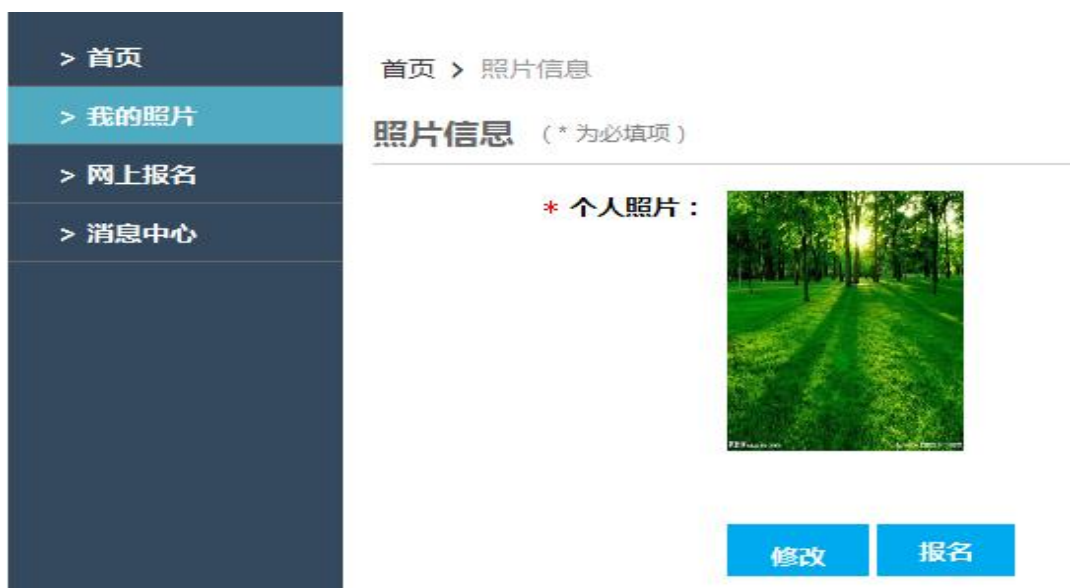 > 首页
> 我的照片
> 网上报名
> 消息中心
首页 > 照片信息
照片信息 (* 为必填项)
* 个人照片:
修改
报名